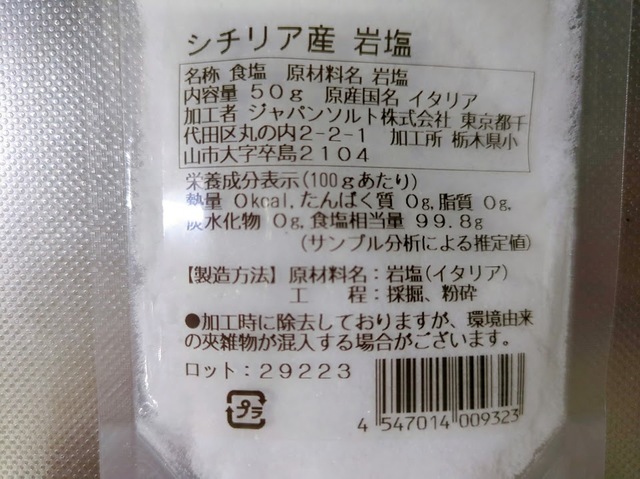 シチリア産 岩塩
名称 食塩 原材料名 岩塩
内容量 50g 原産国名 イタリア
加工者 ジャパンソルト株式会社 東京都千
代田区丸の内2-2-1 加工所 栃木県小
山市大字卒島2104
栄養成分表示(100gあたり)
熱量 0kcal,たんぱく質 0g,脂質 0g,
炭水化物 0g,食塩相当量 99.8g
(サンプル分析による推定値)
【製造方法】原材料名:岩塩(イタリア)
工 程:採掘、粉砕
●加工時に除去しておりますが、環境由来
の夾雑物が混入する場合がございます。
ロット:29223
プラ
4 547014 009323